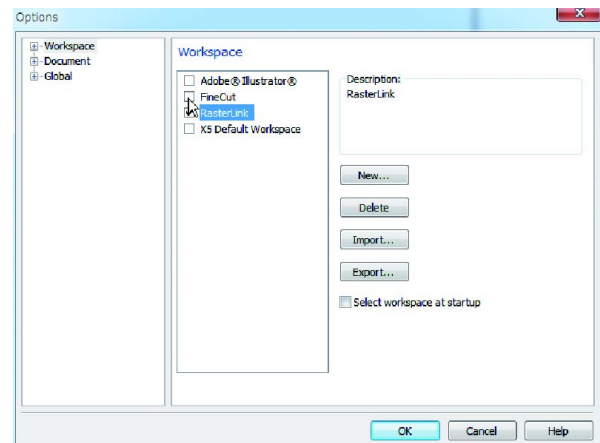 Options
Workspace
Document
Global
Workspace
Adobe® Illustrator®
FineCut
RasterLink
X5 Default Workspace
Description:
RasterLink
New...
Delete
Import...
Export...
Select workspace at startup
OK Cancel Help